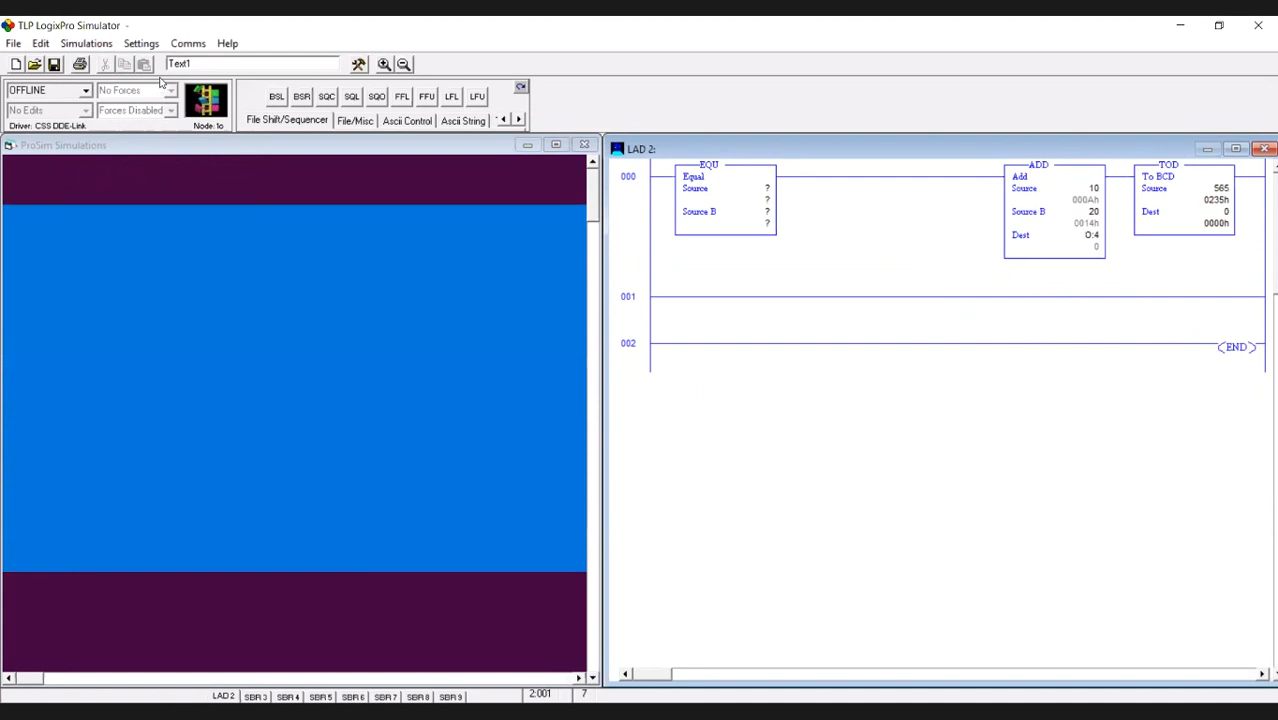 TLP LogixPro Simulator -
File Edit Simulations Settings Comms Help
Text1
OFFLINE No Forces
No Edits Forces Disabled
Driver: CSS DDE-Link Node: 1o
BSL BSR SQC SQL SQO FFL FFU LFL LFU
File Shift/Sequencer File/Misc Ascii Control Ascii String
ProSim Simulations
LAD 2:
000
EQU
Equal
Source ?
?
Source B ?
?
ADD
Add
Source 10
000Ah
Source B 20
0014h
Dest O:4
0
TOD
To BCD
Source 565
0235h
Dest 0
0000h
001
002
END
LAD 2 SBR 3 SBR 4 SBR 5 SBR 6 SBR 7 SBR 8 SBR 9 2:001 7